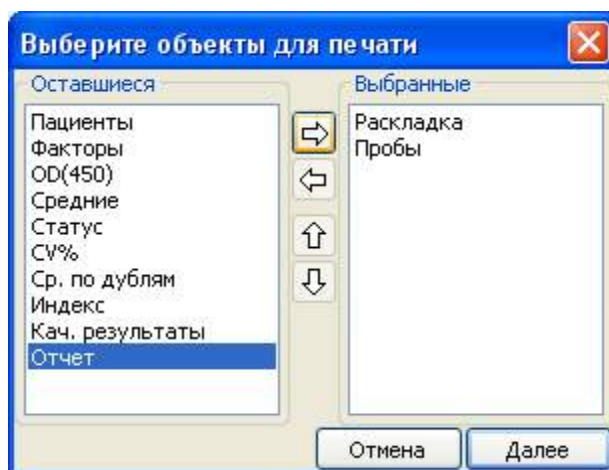 Выберите объекты для печати
Оставшиеся
Пациенты
Факторы
OD(450)
Средние
Статус
CV%
Ср. по дублям
Индекс
Кач. результаты
Отчет
Выбранные
Раскладка
Пробы
Отмена
Далее